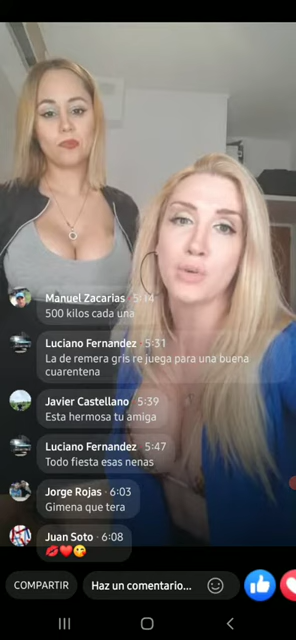 Manuel Zacarias · 5:14
500 kilos cada una
Luciano Fernandez · 5:31
La de remera gris re juega para una buena
cuarentena
Javier Castellano · 5:39
Esta hermosa tu amiga
Luciano Fernandez · 5:47
Todo fiesta esas nenas
Jorge Rojas · 6:03
Gimena que tera
Juan Soto · 6:08
💋❤️🥰
COMPARTIR
Haz un comentario...